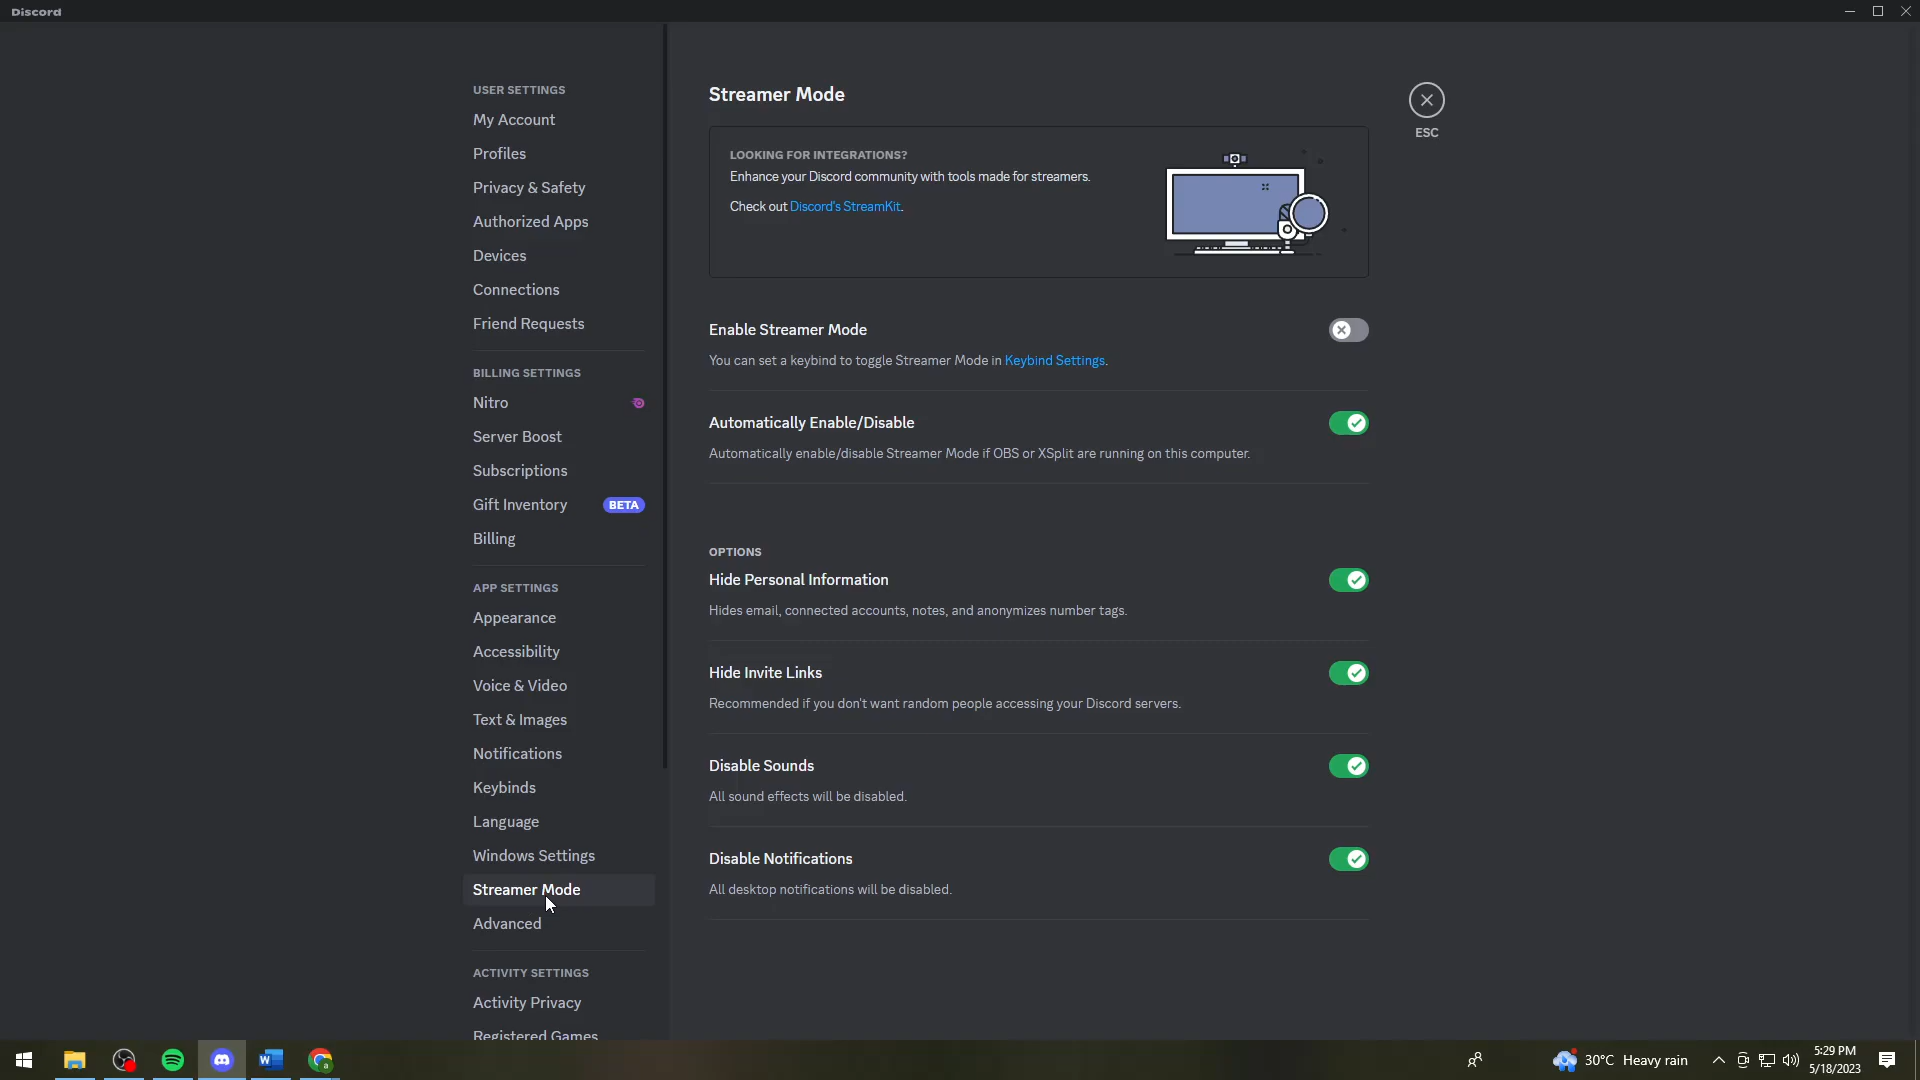 Discord
USER SETTINGS
My Account
Profiles
Privacy & Safety
Authorized Apps
Devices
Connections
Friend Requests
BILLING SETTINGS
Nitro
Server Boost
Subscriptions
Gift Inventory BETA
Billing
APP SETTINGS
Appearance
Accessibility
Voice & Video
Text & Images
Notifications
Keybinds
Language
Windows Settings
Streamer Mode
Advanced
ACTIVITY SETTINGS
Activity Privacy
Registered Games
Streamer Mode
LOOKING FOR INTEGRATIONS?
Enhance your Discord community with tools made for streamers.
Check out Discord's StreamKit.
Enable Streamer Mode
You can set a keybind to toggle Streamer Mode in Keybind Settings.
Automatically Enable/Disable
Automatically enable/disable Streamer Mode if OBS or XSplit are running on this computer.
OPTIONS
Hide Personal Information
Hides email, connected accounts, notes, and anonymizes number tags.
Hide Invite Links
Recommended if you don't want random people accessing your Discord servers.
Disable Sounds
All sound effects will be disabled.
Disable Notifications
All desktop notifications will be disabled.
ESC
W
a
30°C Heavy rain
5:29 PM
5/18/2023